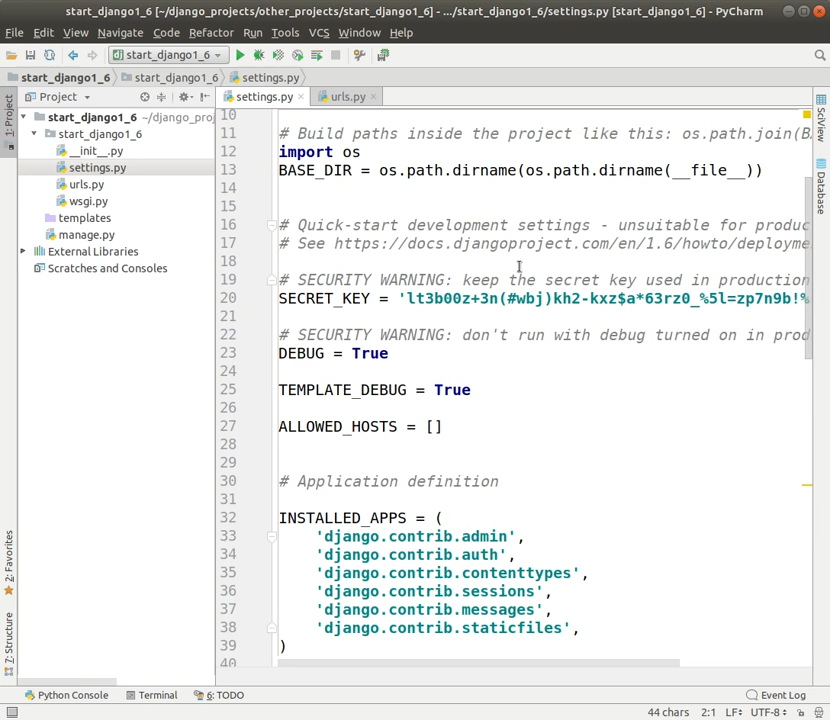 start_django1_6 [~/django_projects/other_projects/start_django1_6] - .../start_django1_6/settings.py [start_django1_6] - PyCharm
File Edit View Navigate Code Refactor Run Tools VCS Window Help
start_django1_6
start_django1_6 start_django1_6 settings.py
Project
settings.py urls.py
1: Project
start_django1_6 ~/django_proj
start_django1_6
__init__.py
settings.py
urls.py
wsgi.py
templates
manage.py
External Libraries
Scratches and Consoles
2: Favorites
7: Structure
10
11 # Build paths inside the project like this: os.path.join(B
12 import os
13 BASE_DIR = os.path.dirname(os.path.dirname(__file__))
14
15
16 # Quick-start development settings - unsuitable for produc
17 # See https://docs.djangoproject.com/en/1.6/howto/deployme
18
19 # SECURITY WARNING: keep the secret key used in production
20 SECRET_KEY = 'lt3b00z+3n(#wbj)kh2-kxz$a*63rz0_%5l=zp7n9b!%
21
22 # SECURITY WARNING: don't run with debug turned on in prod
23 DEBUG = True
24
25 TEMPLATE_DEBUG = True
26
27 ALLOWED_HOSTS = []
28
29
30 # Application definition
31
32 INSTALLED_APPS = (
33 'django.contrib.admin',
34 'django.contrib.auth',
35 'django.contrib.contenttypes',
36 'django.contrib.sessions',
37 'django.contrib.messages',
38 'django.contrib.staticfiles',
39 )
40
SciView
Database
Python Console Terminal 6: TODO Event Log
44 chars 2:1 LF UTF-8